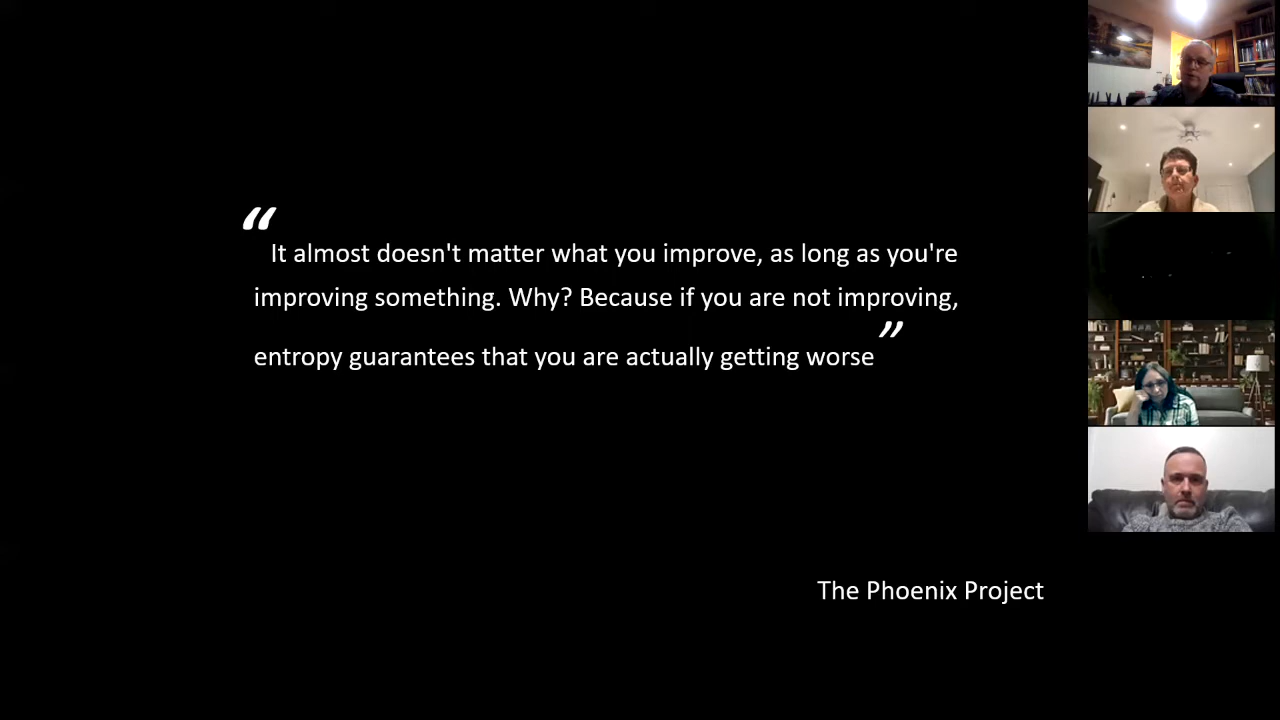 “
It almost doesn't matter what you improve, as long as you're
improving something. Why? Because if you are not improving,
entropy guarantees that you are actually getting worse”
The Phoenix Project